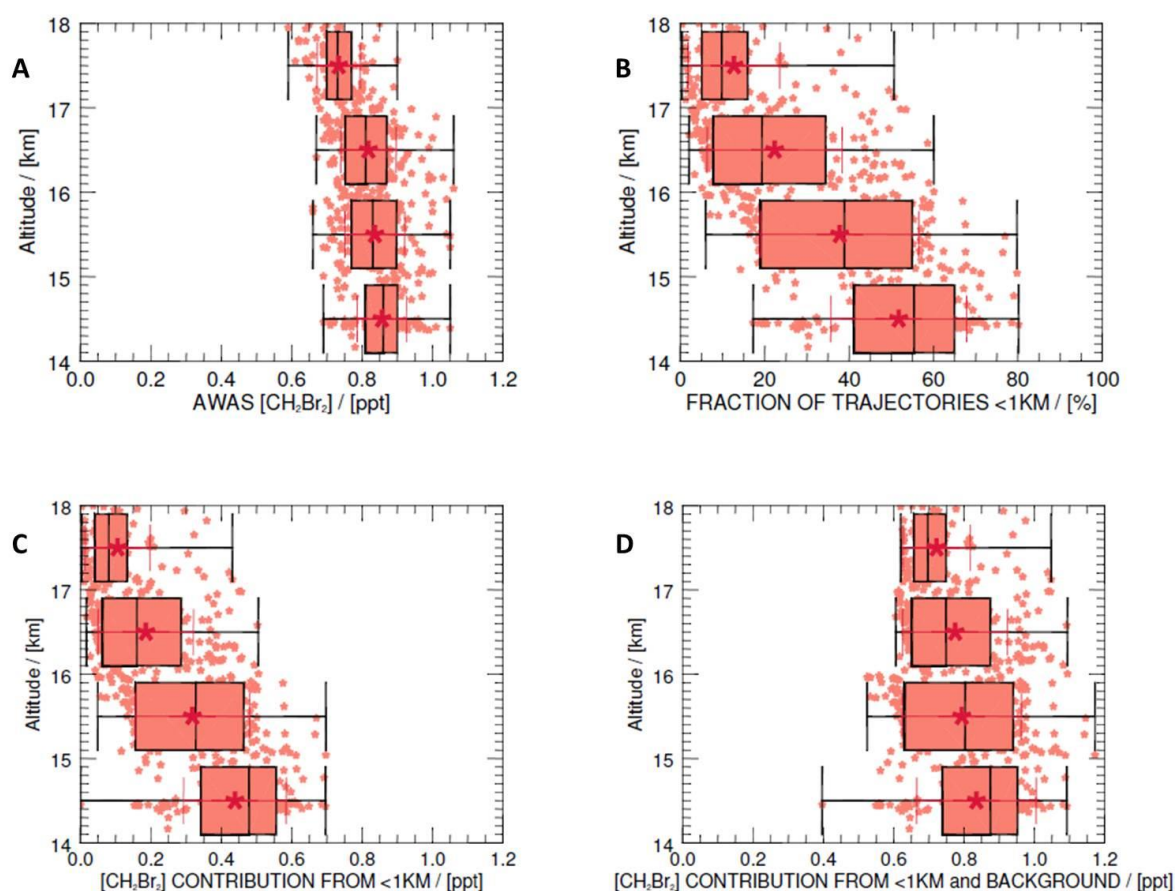 A
18
17
16
15
14
Altitude / [km]
0.0 0.2 0.4 0.6 0.8 1.0 1.2
AWAS [CH₂Br₂] / [ppt]
B
18
17
16
15
14
Altitude / [km]
0 20 40 60 80 100
FRACTION OF TRAJECTORIES <1KM / [%]
C
18
17
16
15
14
Altitude / [km]
0.0 0.2 0.4 0.6 0.8 1.0 1.2
[CH₂Br₂] CONTRIBUTION FROM <1KM / [ppt]
D
18
17
16
15
14
Altitude / [km]
0.0 0.2 0.4 0.6 0.8 1.0 1.2
[CH₂Br₂] CONTRIBUTION FROM <1KM and BACKGROUND / [ppt]